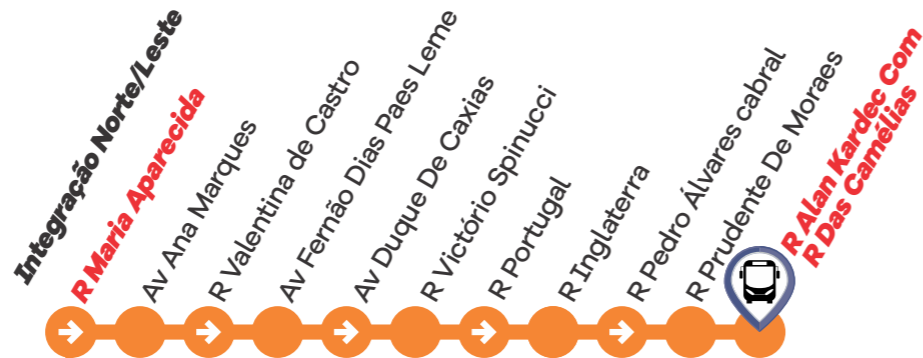 Integração Norte/Leste
R Maria Aparecida
Av Ana Marques
R Valentina de Castro
Av Fernão Dias Paes Leme
Av Duque De Caxias
R Victório Spinucci
R Portugal
R Inglaterra
R Pedro Álvares cabral
R Prudente De Moraes
R Alan Kardec Com
R Das Camélias